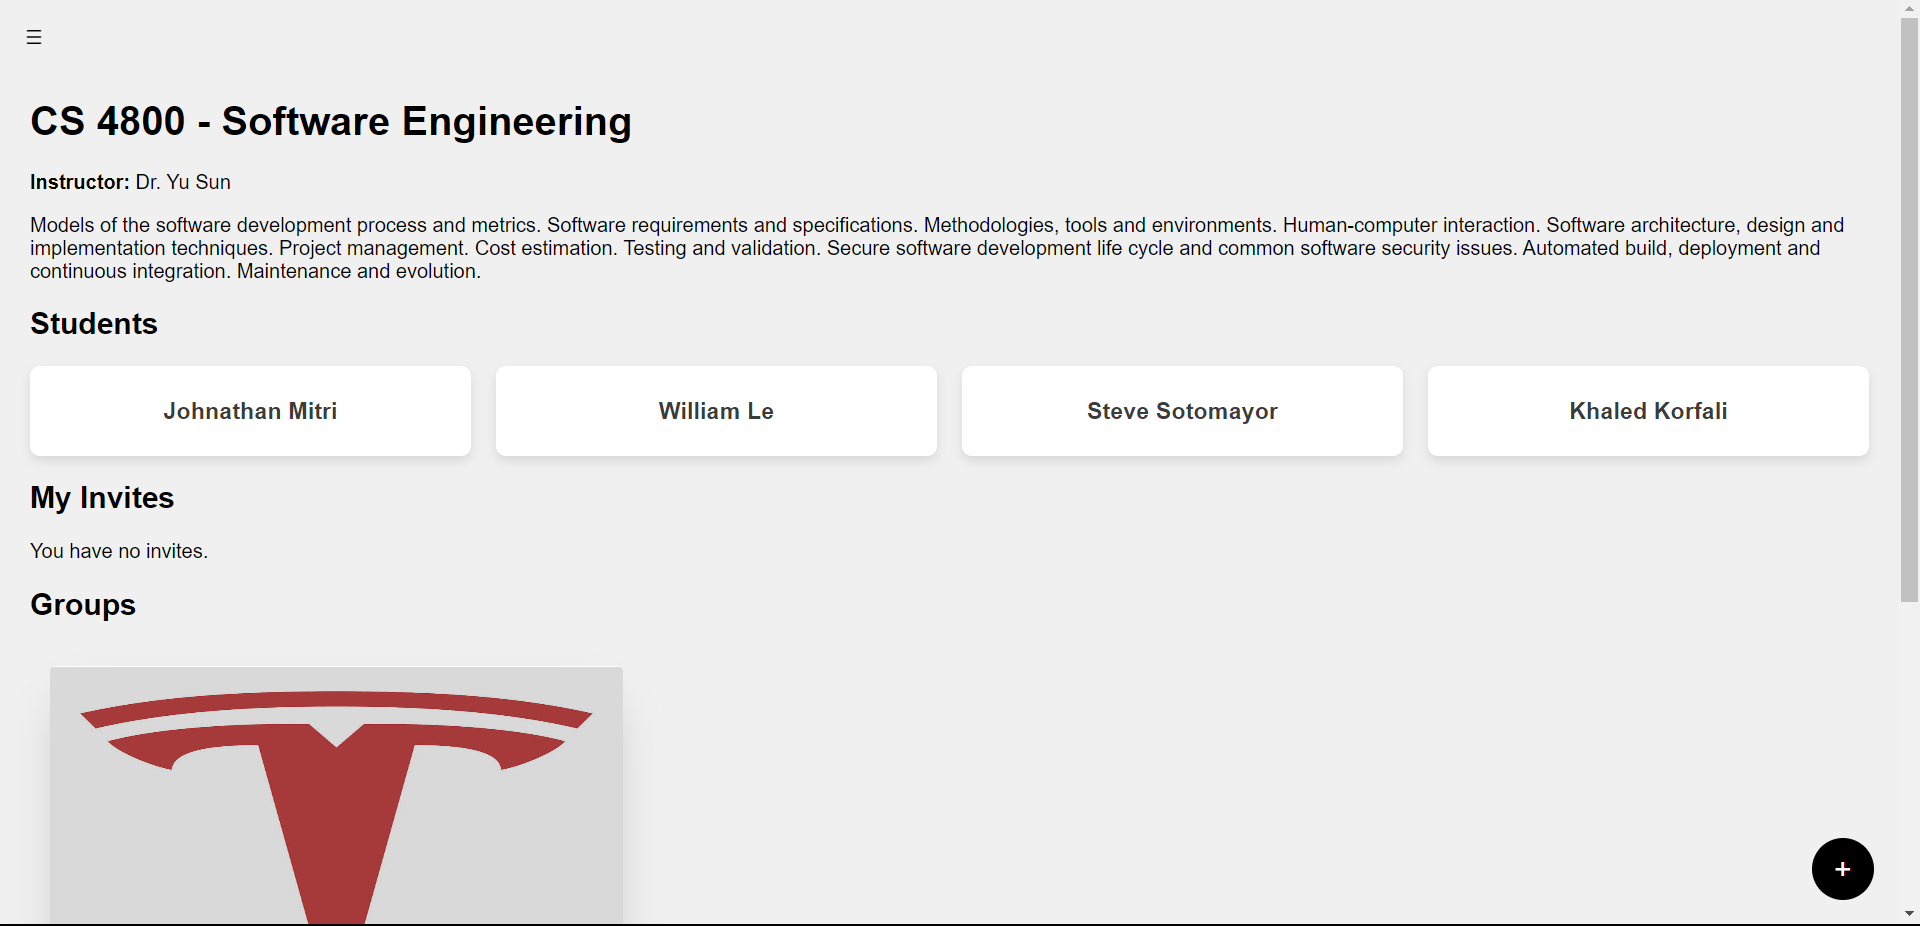 CS 4800 - Software Engineering
Instructor: Dr. Yu Sun
Models of the software development process and metrics. Software requirements and specifications. Methodologies, tools and environments. Human-computer interaction. Software architecture, design and
implementation techniques. Project management. Cost estimation. Testing and validation. Secure software development life cycle and common software security issues. Automated build, deployment and
continuous integration. Maintenance and evolution.
Students
Johnathan Mitri
William Le
Steve Sotomayor
Khaled Korfali
My Invites
You have no invites.
Groups
+